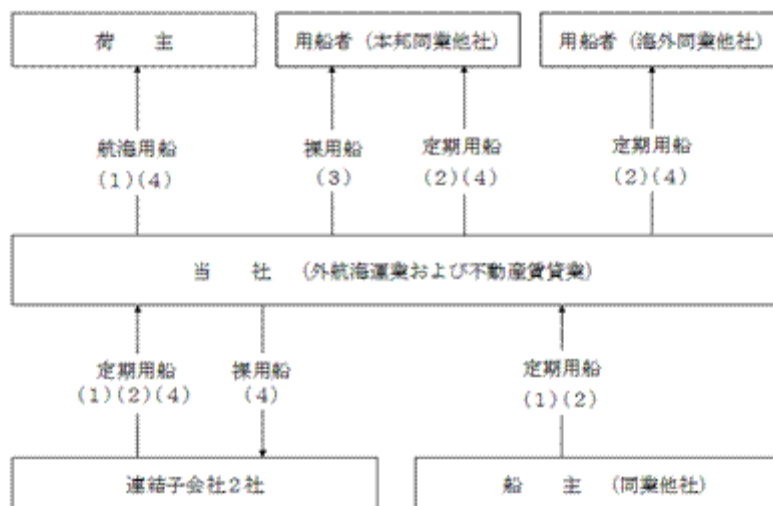 荷　主
用船者（本邦同業他社）
用船者（海外同業他社）
航海用船
(1)(4)
裸用船
(3)
定期用船
(2)(4)
定期用船
(2)(4)
当　社　（外航海運業および不動産賃貸業）
定期用船
(1)(2)(4)
裸用船
(4)
定期用船
(1)(2)
連結子会社２社
船　主　（同業他社）